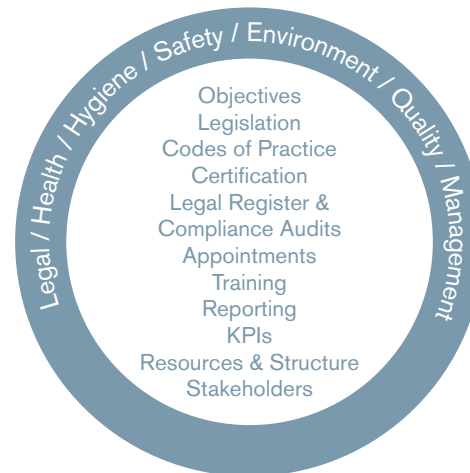 Legal / Health / Hygiene / Safety / Environment / Quality / Management
Objectives
Legislation
Codes of Practice
Certification
Legal Register &
Compliance Audits
Appointments
Training
Reporting
KPIs
Resources & Structure
Stakeholders